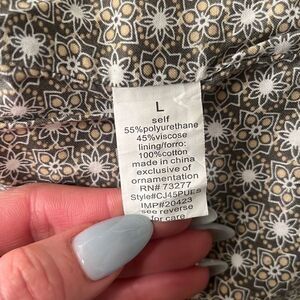 L
self
55%polyurethane
45%viscose
lining/forro:
100%cotton
made in china
exclusive of
ornamentation
RN# 73277
Style#CJ45PUES
IMP#20423
see reverse
for care